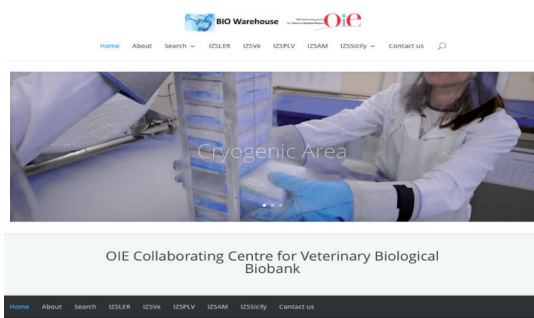 BIO Warehouse OiE
Home About Search IZSLER IZSVe IZSPLV IZSAM IZSSicily Contact us
Cryogenic Area
OIE Collaborating Centre for Veterinary Biological
Biobank
Home About Search IZSLER IZSVe IZSPLV IZSAM IZSSicily Contact us